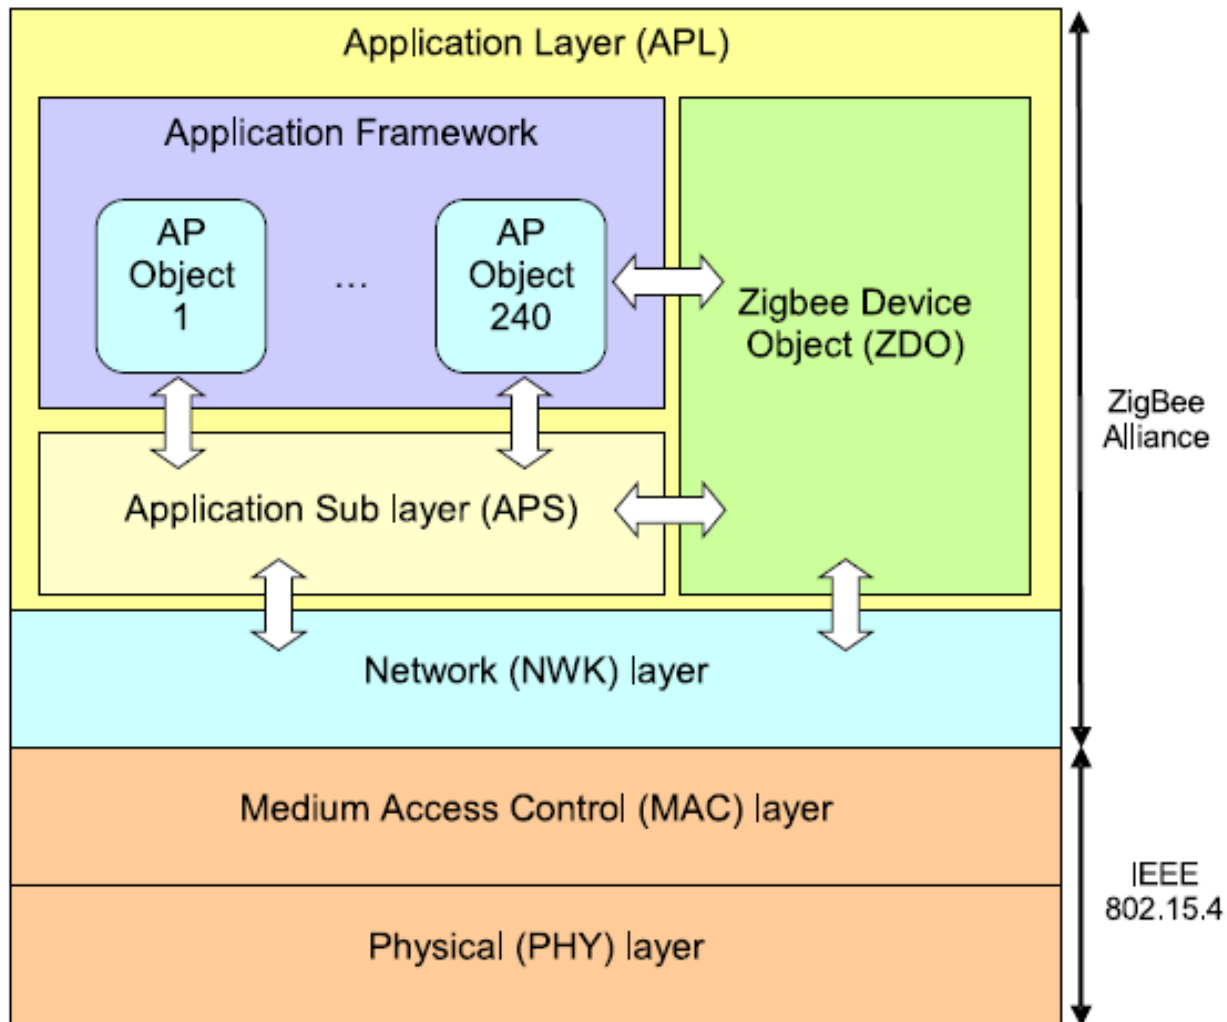 Application Layer (APL)
Application Framework
AP
Object
1
...
AP
Object
240
Zigbee Device
Object (ZDO)
Application Sub layer (APS)
Network (NWK) layer
Medium Access Control (MAC) layer
Physical (PHY) layer
ZigBee
Alliance
IEEE
802.15.4